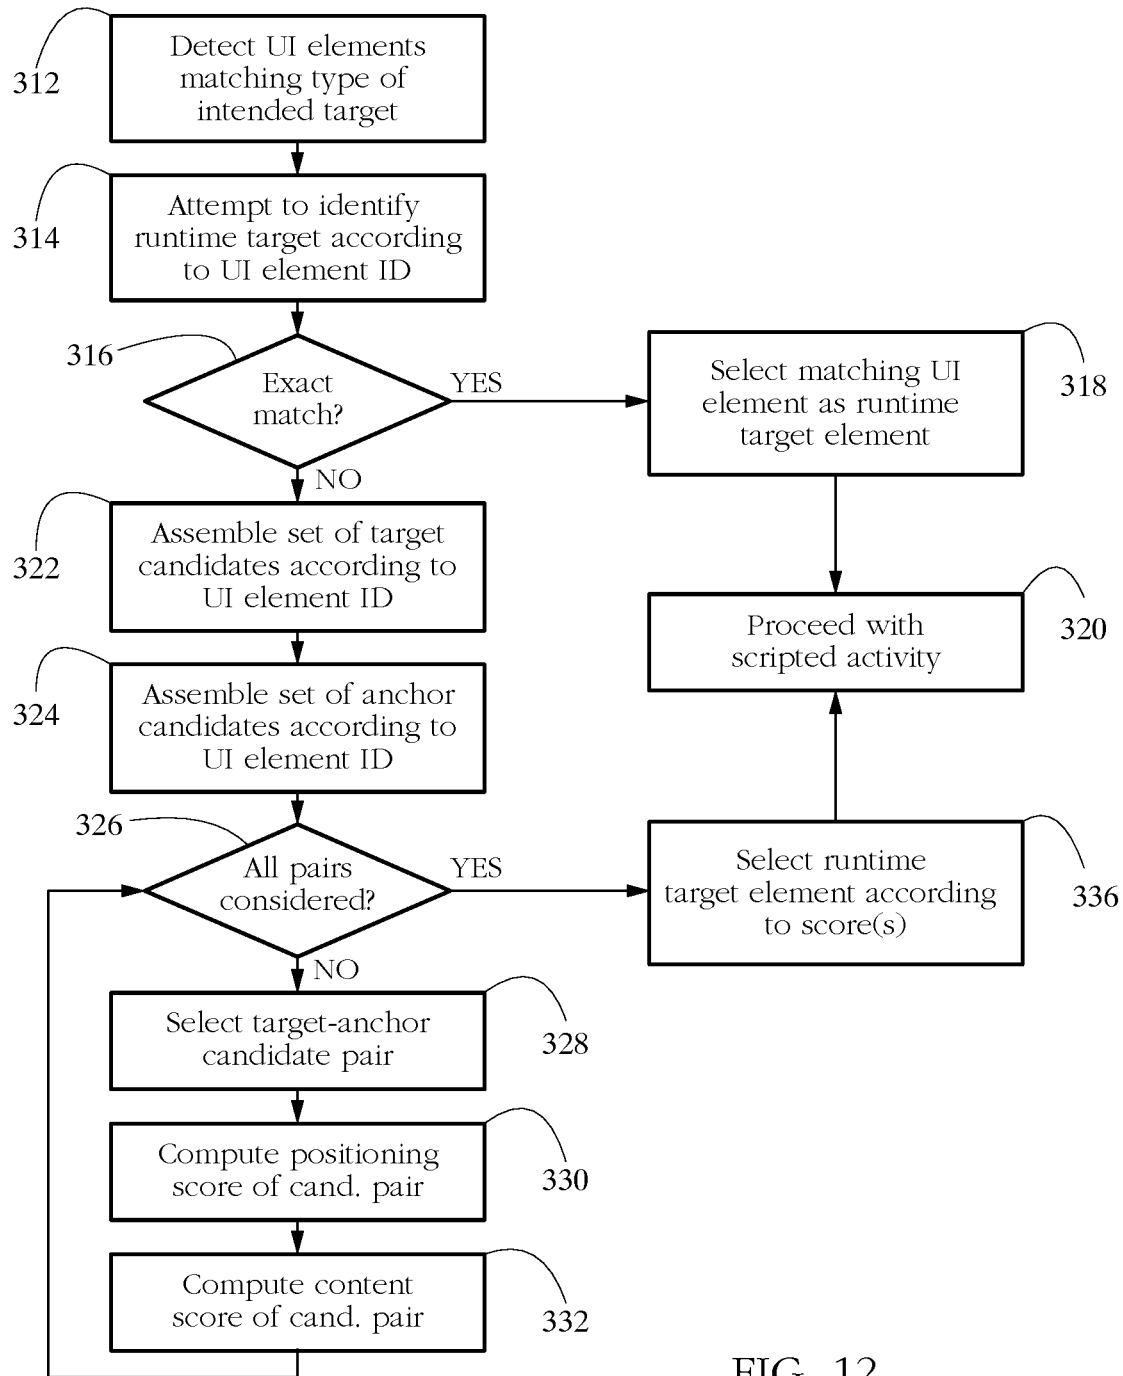 Detect UI elements
matching type of
intended target
312
Attempt to identify
runtime target according
to UI element ID
314
316
Exact
match?
YES
NO
Select matching UI
element as runtime
target element
318
Assemble set of target
candidates according to
UI element ID
322
Proceed with
scripted activity
320
Assemble set of anchor
candidates according to
UI element ID
324
326
All pairs
considered?
YES
NO
Select runtime
target element according
to score(s)
336
Select target-anchor
candidate pair
328
Compute positioning
score of cand. pair
330
Compute content
score of cand. pair
332
FIG. 12